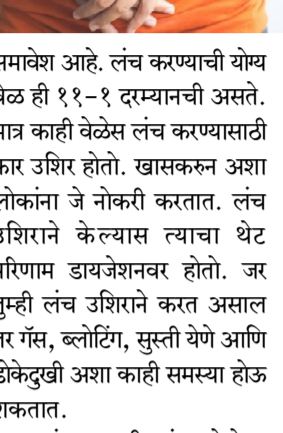 समावेश आहे. लंच करण्याची योग्य
वेळ ही ११-१ दरम्यानची असते.
मात्र काही वेळेस लंच करण्यासाठी
फार उशिर होतो. खासकरुन अशा
लोकांना जे नोकरी करतात. लंच
उशिराने केल्यास त्याचा थेट
परिणाम डायजेशनवर होतो. जर
तुम्ही लंच उशिराने करत असाल
तर गॅस, ब्लोटिंग, सुस्ती येणे आणि
डोकेदुखी अशा काही समस्या होऊ
शकतात.